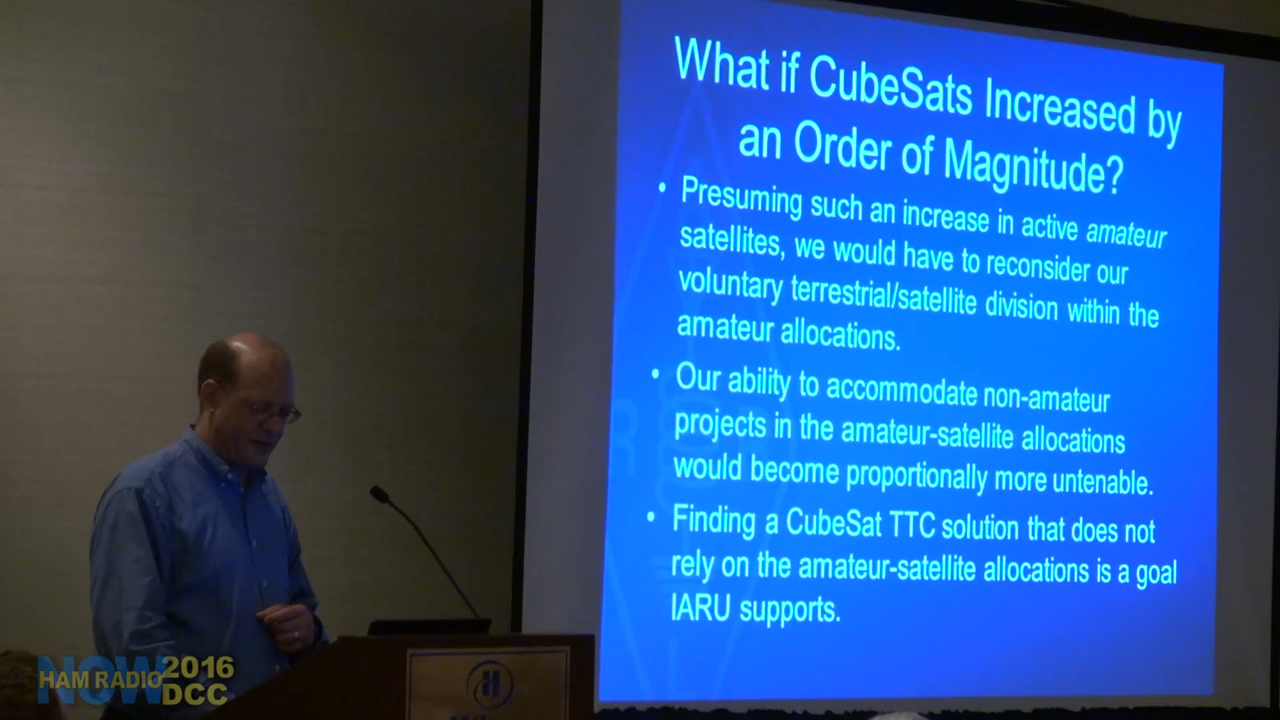 What if CubeSats Increased by
an Order of Magnitude?
• Presuming such an increase in active amateur
satellites, we would have to reconsider our
voluntary terrestrial/satellite division within the
amateur allocations.
• Our ability to accommodate non-amateur
projects in the amateur-satellite allocations
would become proportionally more untenable.
• Finding a CubeSat TTC solution that does not
rely on the amateur-satellite allocations is a goal
IARU supports.
HAM RADIO NOW 2016
DCC
H